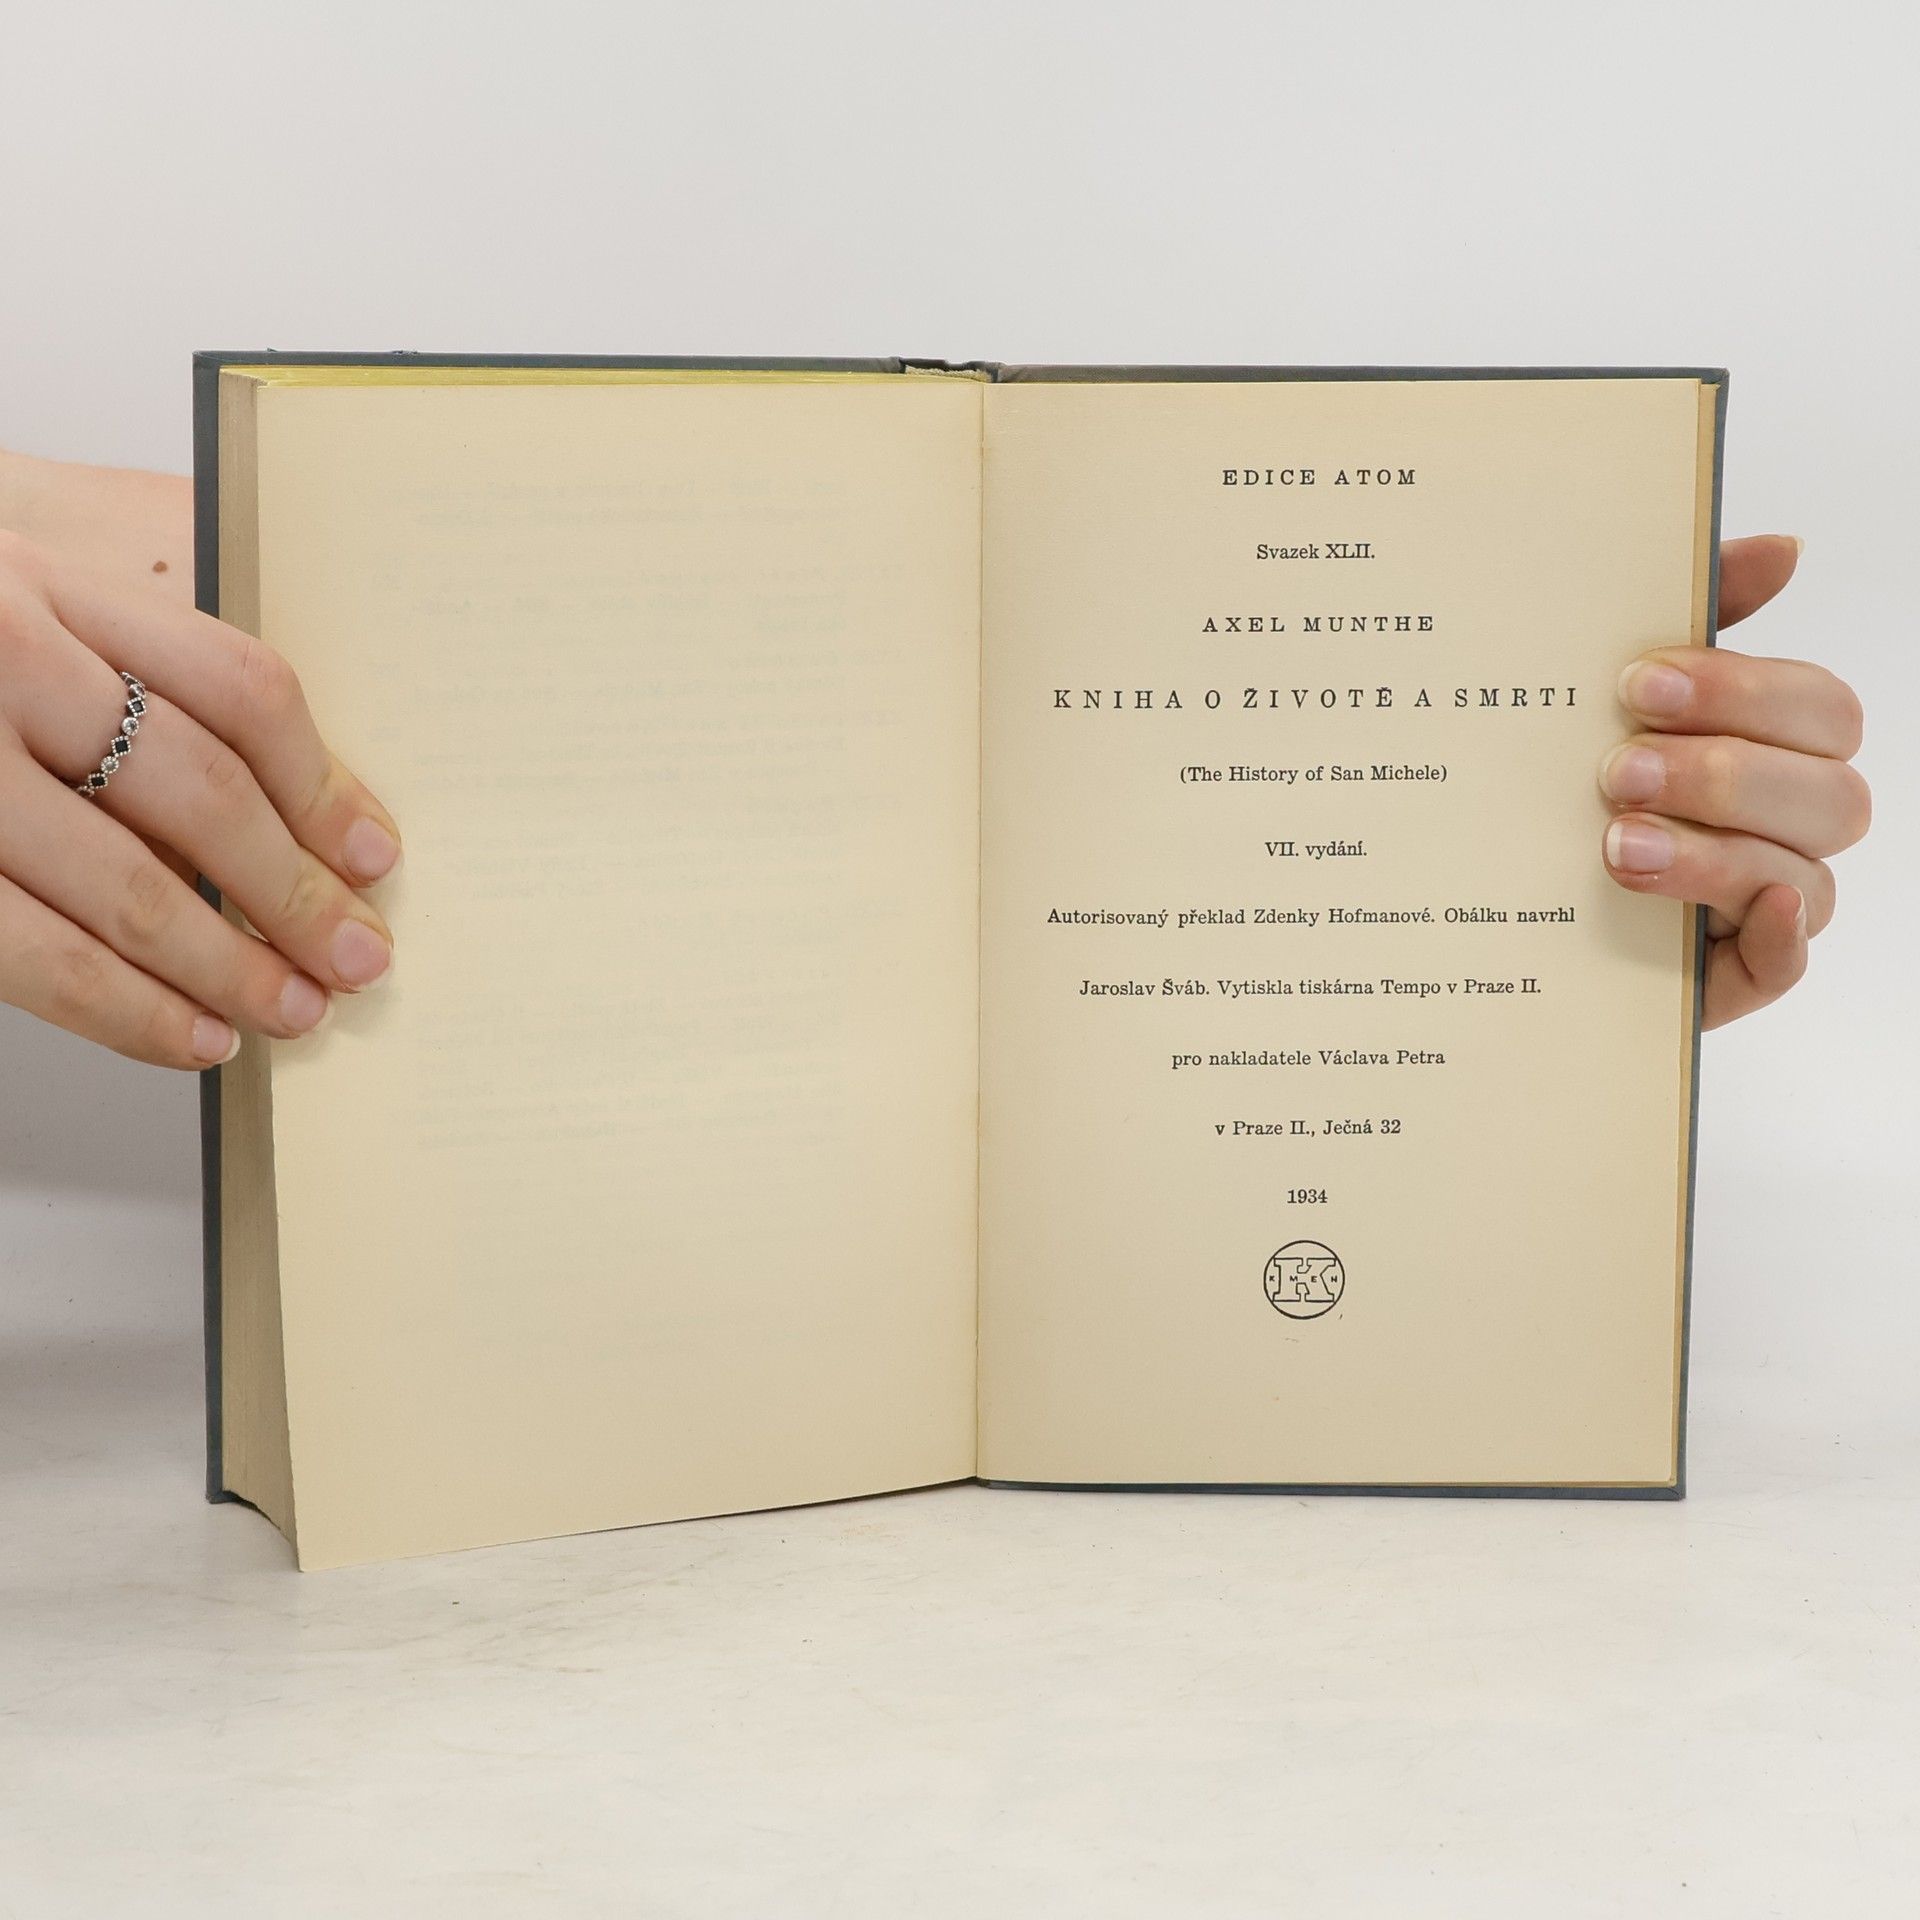 EDICE ATOM
Svazek XLII.
AXEL MUNTHE
KNIHA O ŽIVOTĚ A SMRTI
(The History of San Michele)
VII. vydání.
Autorisovaný překlad Zdenky Hofmanové. Obálku navrhl
Jaroslav Šváb. Vytiskla tiskárna Tempo v Praze II.
pro nakladatele Václava Petra
v Praze II., Ječná 32
1934
KMEN